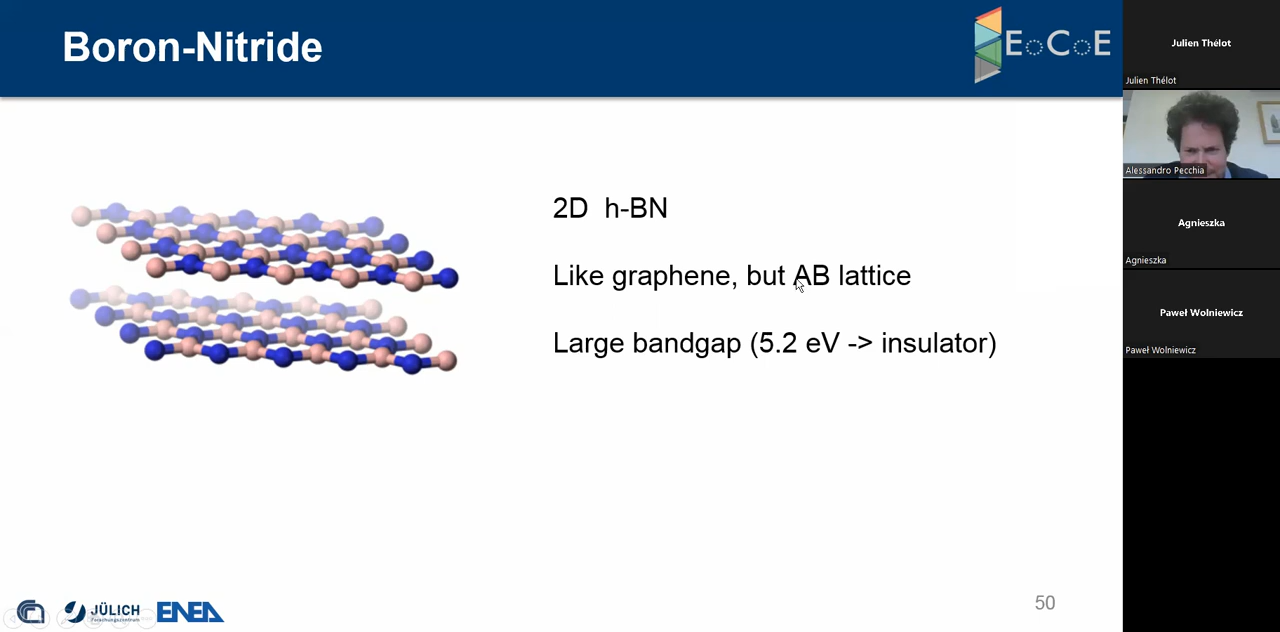 Boron-Nitride
EoCoE
2D h-BN
Like graphene, but AB lattice
Large bandgap (5.2 eV -> insulator)
JÜLICH
Forschungszentrum
ENEA
50
Julien Thélot
Julien Thélot
Alessandro Pecchia
Agnieszka
Agnieszka
Paweł Wolniewicz
Paweł Wolniewicz